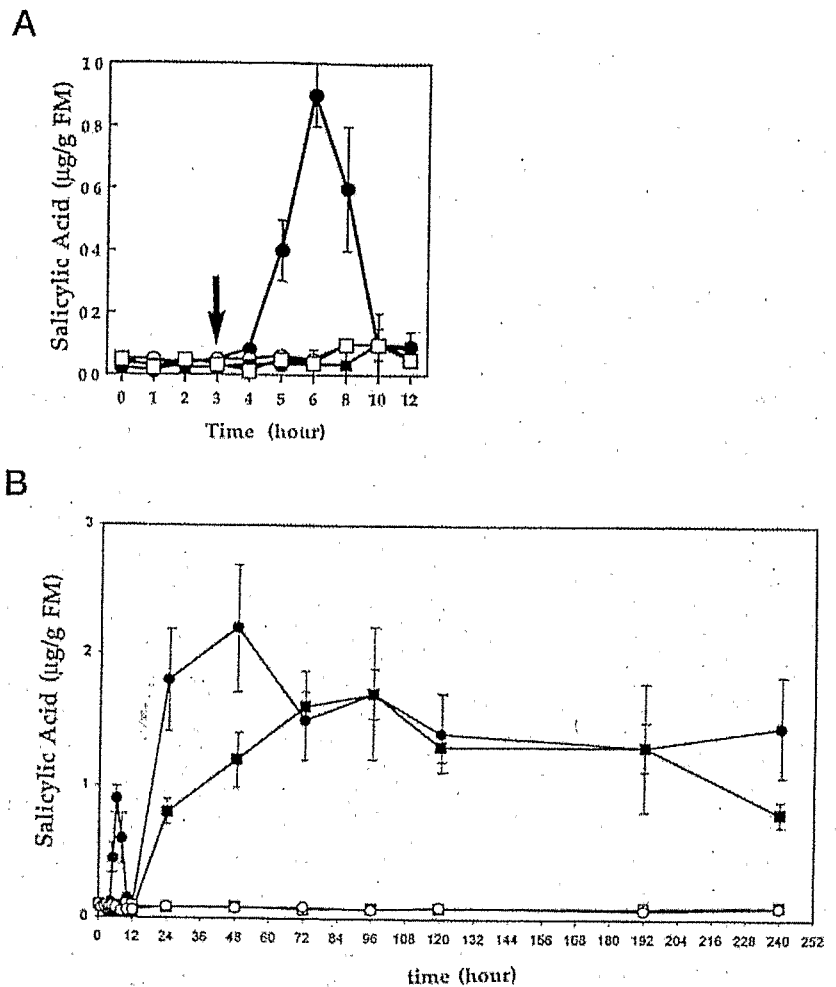 A
Salicylic Acid (µg/g FM)
1 0
0 8
0 6
0 4
0 2
0 0
0 1 2 3 4 5 6 8 10 12
Time (hour)
B
Salicylic Acid (µg/g FM)
3
2
1
0
0 12 24 36 48 60 72 84 96 108 120 132 144 156 168 180 192 204 216 228 240 252
time (hour)